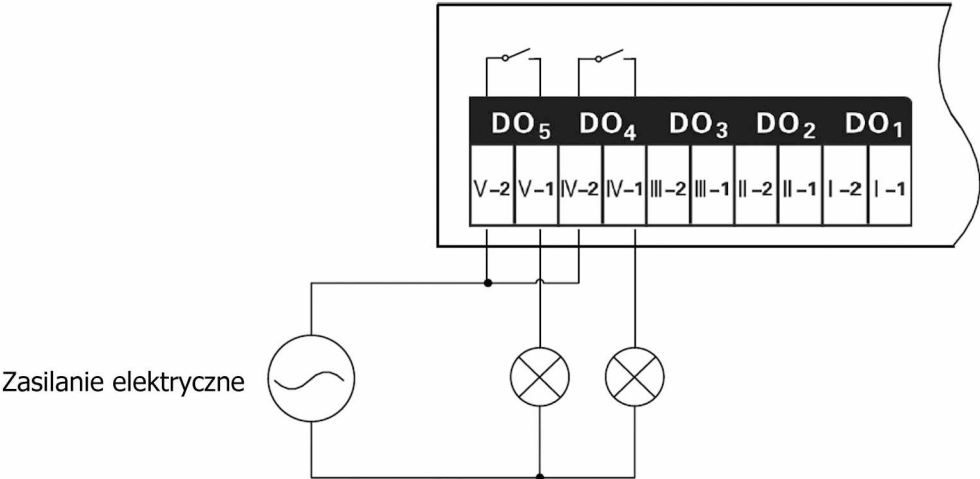 DO5 DO4 DO3 DO2 DO1
V-2 V-1 IV-2 IV-1 III-2 III-1 II-2 II-1 I-2 I-1
Zasilanie elektryczne